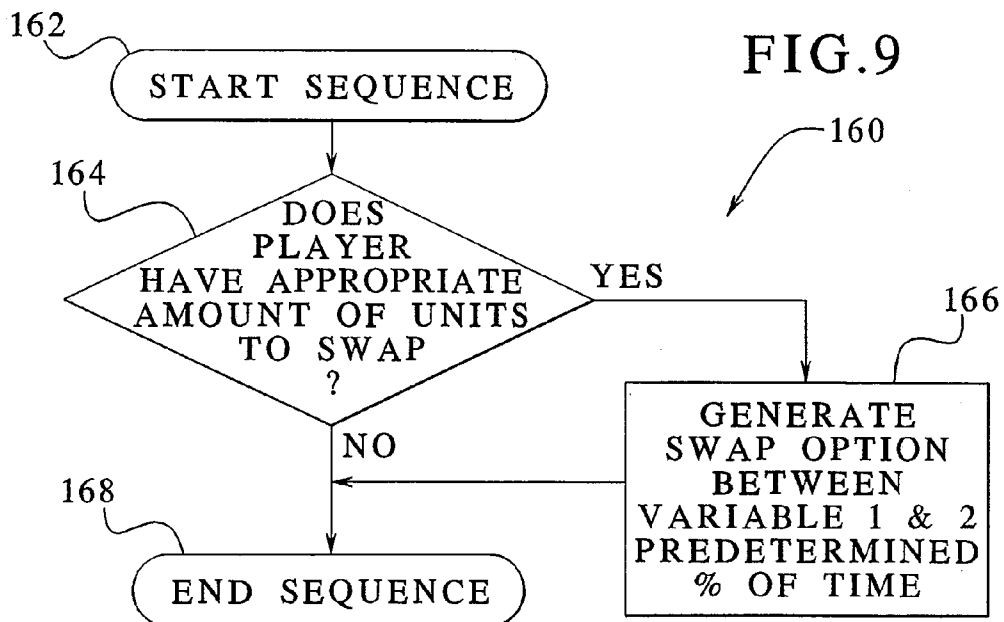 162
START SEQUENCE
FIG.9
160
164
DOES
PLAYER
HAVE APPROPRIATE
AMOUNT OF UNITS
TO SWAP
?
YES
166
GENERATE
SWAP OPTION
BETWEEN
VARIABLE 1 & 2
PREDETERMINED
% OF TIME
NO
168
END SEQUENCE